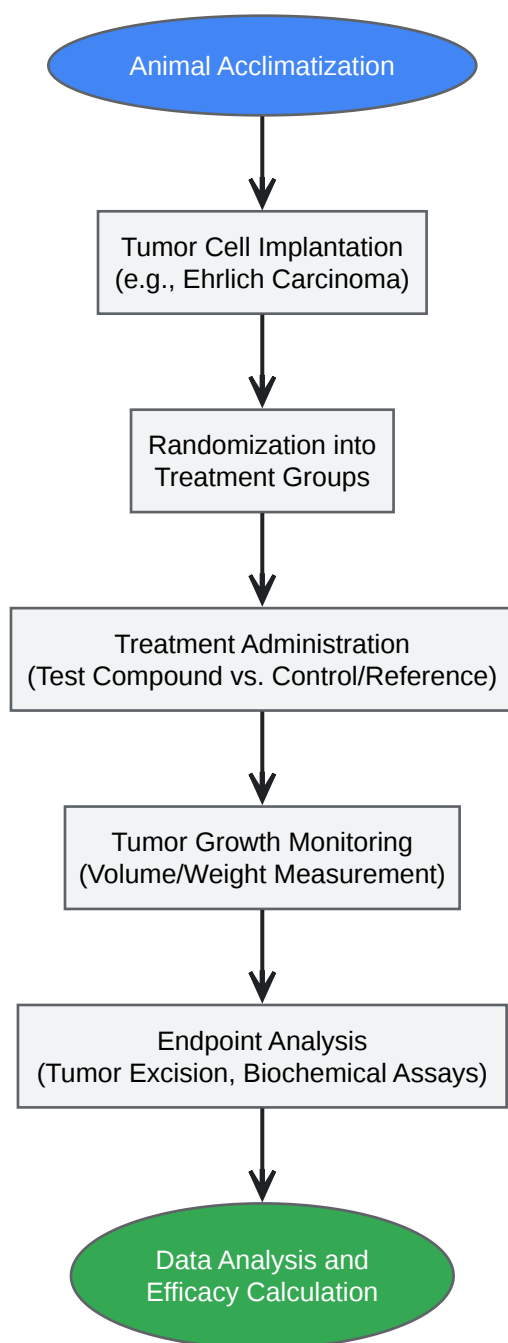 Animal Acclimatization
Tumor Cell Implantation
(e.g., Ehrlich Carcinoma)
Randomization into
Treatment Groups
Treatment Administration
(Test Compound vs. Control/Reference)
Tumor Growth Monitoring
(Volume/Weight Measurement)
Endpoint Analysis
(Tumor Excision, Biochemical Assays)
Data Analysis and
Efficacy Calculation